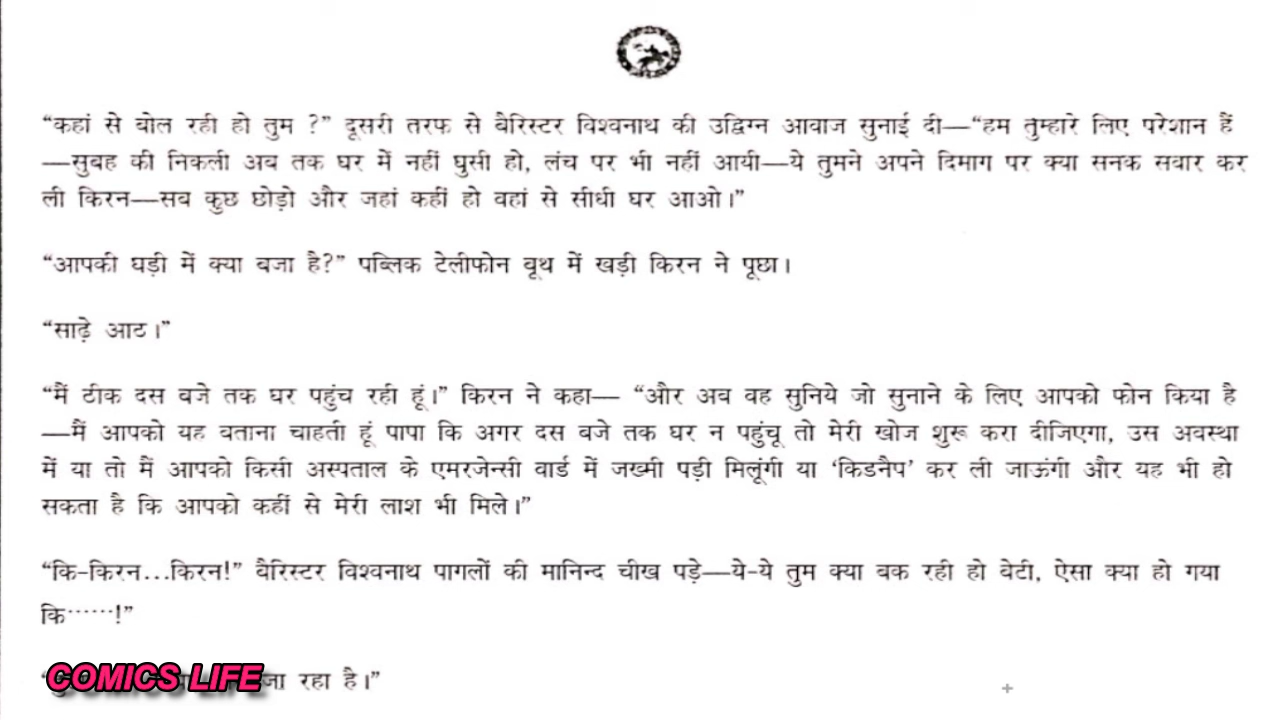 “कहां से बोल रही हो तुम ?” दूसरी तरफ से बैरिस्टर विश्वनाथ की उद्विग्न आवाज सुनाई दी—“हम तुम्हारे लिए परेशान हैं
—सुबह की निकली अब तक घर में नहीं घुसी हो, लंच पर भी नहीं आयी—ये तुमने अपने दिमाग पर क्या सनक सवार कर
ली किरन—सब कुछ छोड़ो और जहां कहीं हो वहां से सीधी घर आओ।”
“आपकी घड़ी में क्या बजा है?” पब्लिक टेलीफोन बूथ में खड़ी किरन ने पूछा।
“साढ़े आठ।”
“मैं ठीक दस बजे तक घर पहुंच रही हूं।” किरन ने कहा— “और अब वह सुनिये जो सुनाने के लिए आपको फोन किया है
—मैं आपको यह बताना चाहती हूं पापा कि अगर दस बजे तक घर न पहुंचू तो मेरी खोज शुरू करा दीजिएगा, उस अवस्था
में या तो मैं आपको किसी अस्पताल के एमरजेन्सी वार्ड में जख्मी पड़ी मिलूंगी या ‘किडनैप’ कर ली जाऊंगी और यह भी हो
सकता है कि आपको कहीं से मेरी लाश भी मिले।”
“कि-किरन...किरन!” बैरिस्टर विश्वनाथ पागलों की मानिन्द चीख पड़े—ये-ये तुम क्या बक रही हो बेटी, ऐसा क्या हो गया
कि......!”
COMICS LIFE
जा रहा है।”